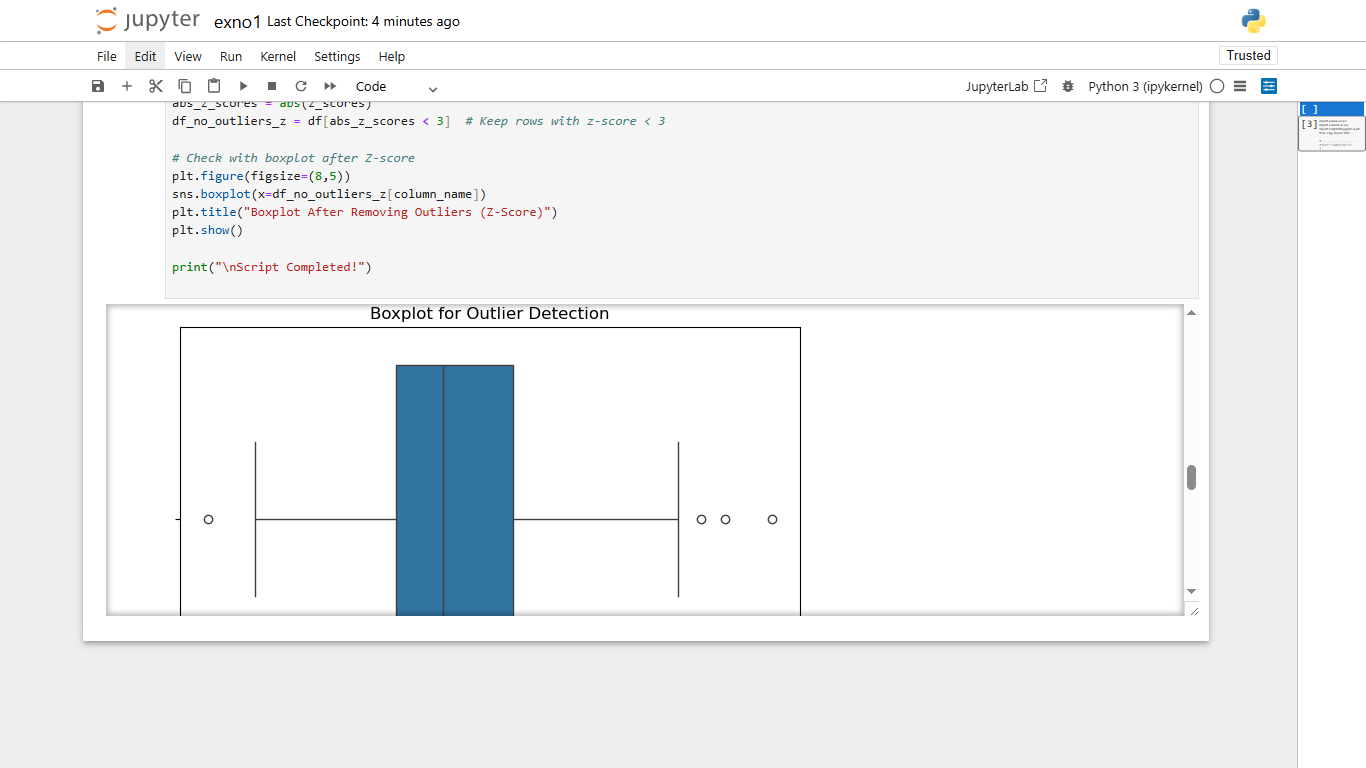 jupyter exno1 Last Checkpoint: 4 minutes ago
File Edit View Run Kernel Settings Help Trusted
Code JupyterLab Python 3 (ipykernel)
abs_z_scores = abs(z_scores)
df_no_outliers_z = df[abs_z_scores < 3]  # Keep rows with z-score < 3
# Check with boxplot after Z-score
plt.figure(figsize=(8,5))
sns.boxplot(x=df_no_outliers_z[column_name])
plt.title("Boxplot After Removing Outliers (Z-Score)")
plt.show()
print("\nScript Completed!")
Boxplot for Outlier Detection
[ ]
[3]